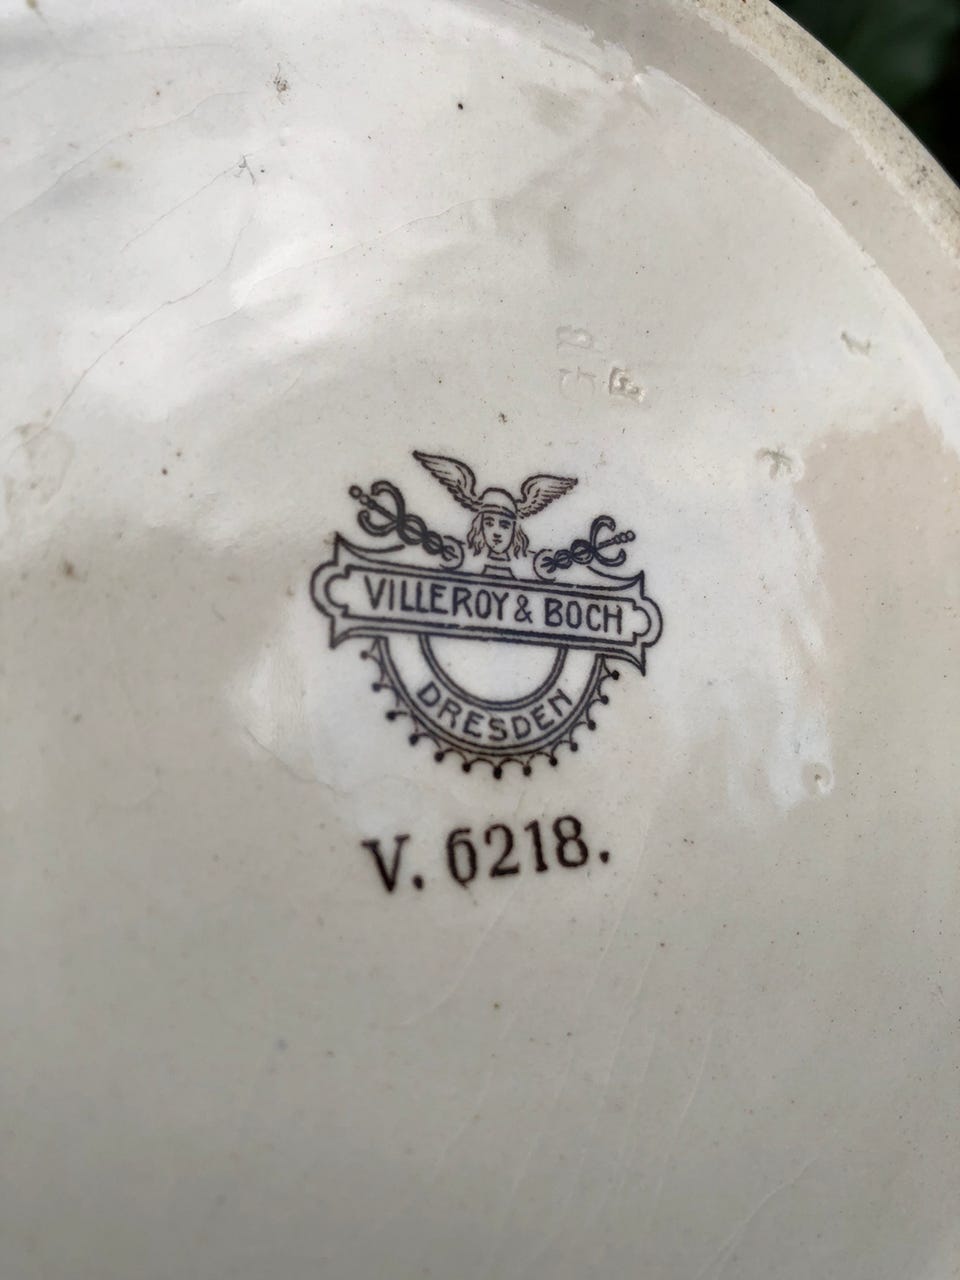 VILLEROY & BOCH
DRESDEN
V. 6218.